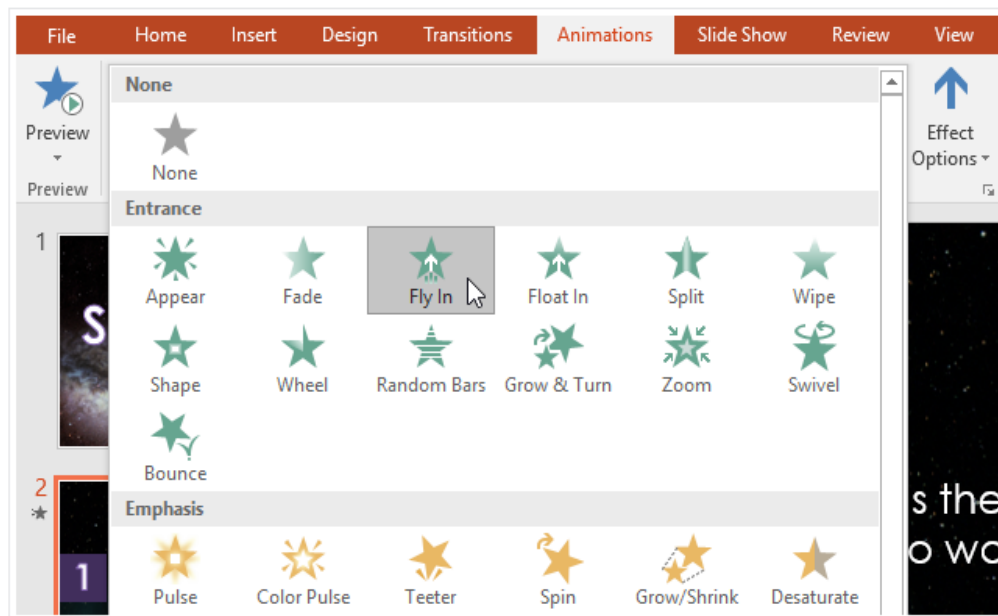 File Home Insert Design Transitions Animations Slide Show Review View
Preview
Preview
None
None
Effect
Options
Entrance
Appear Fade Fly In Float In Split Wipe
Shape Wheel Random Bars Grow & Turn Zoom Swivel
Bounce
Emphasis
Pulse Color Pulse Teeter Spin Grow/Shrink Desaturate
1
S
2
1
s the
o wo